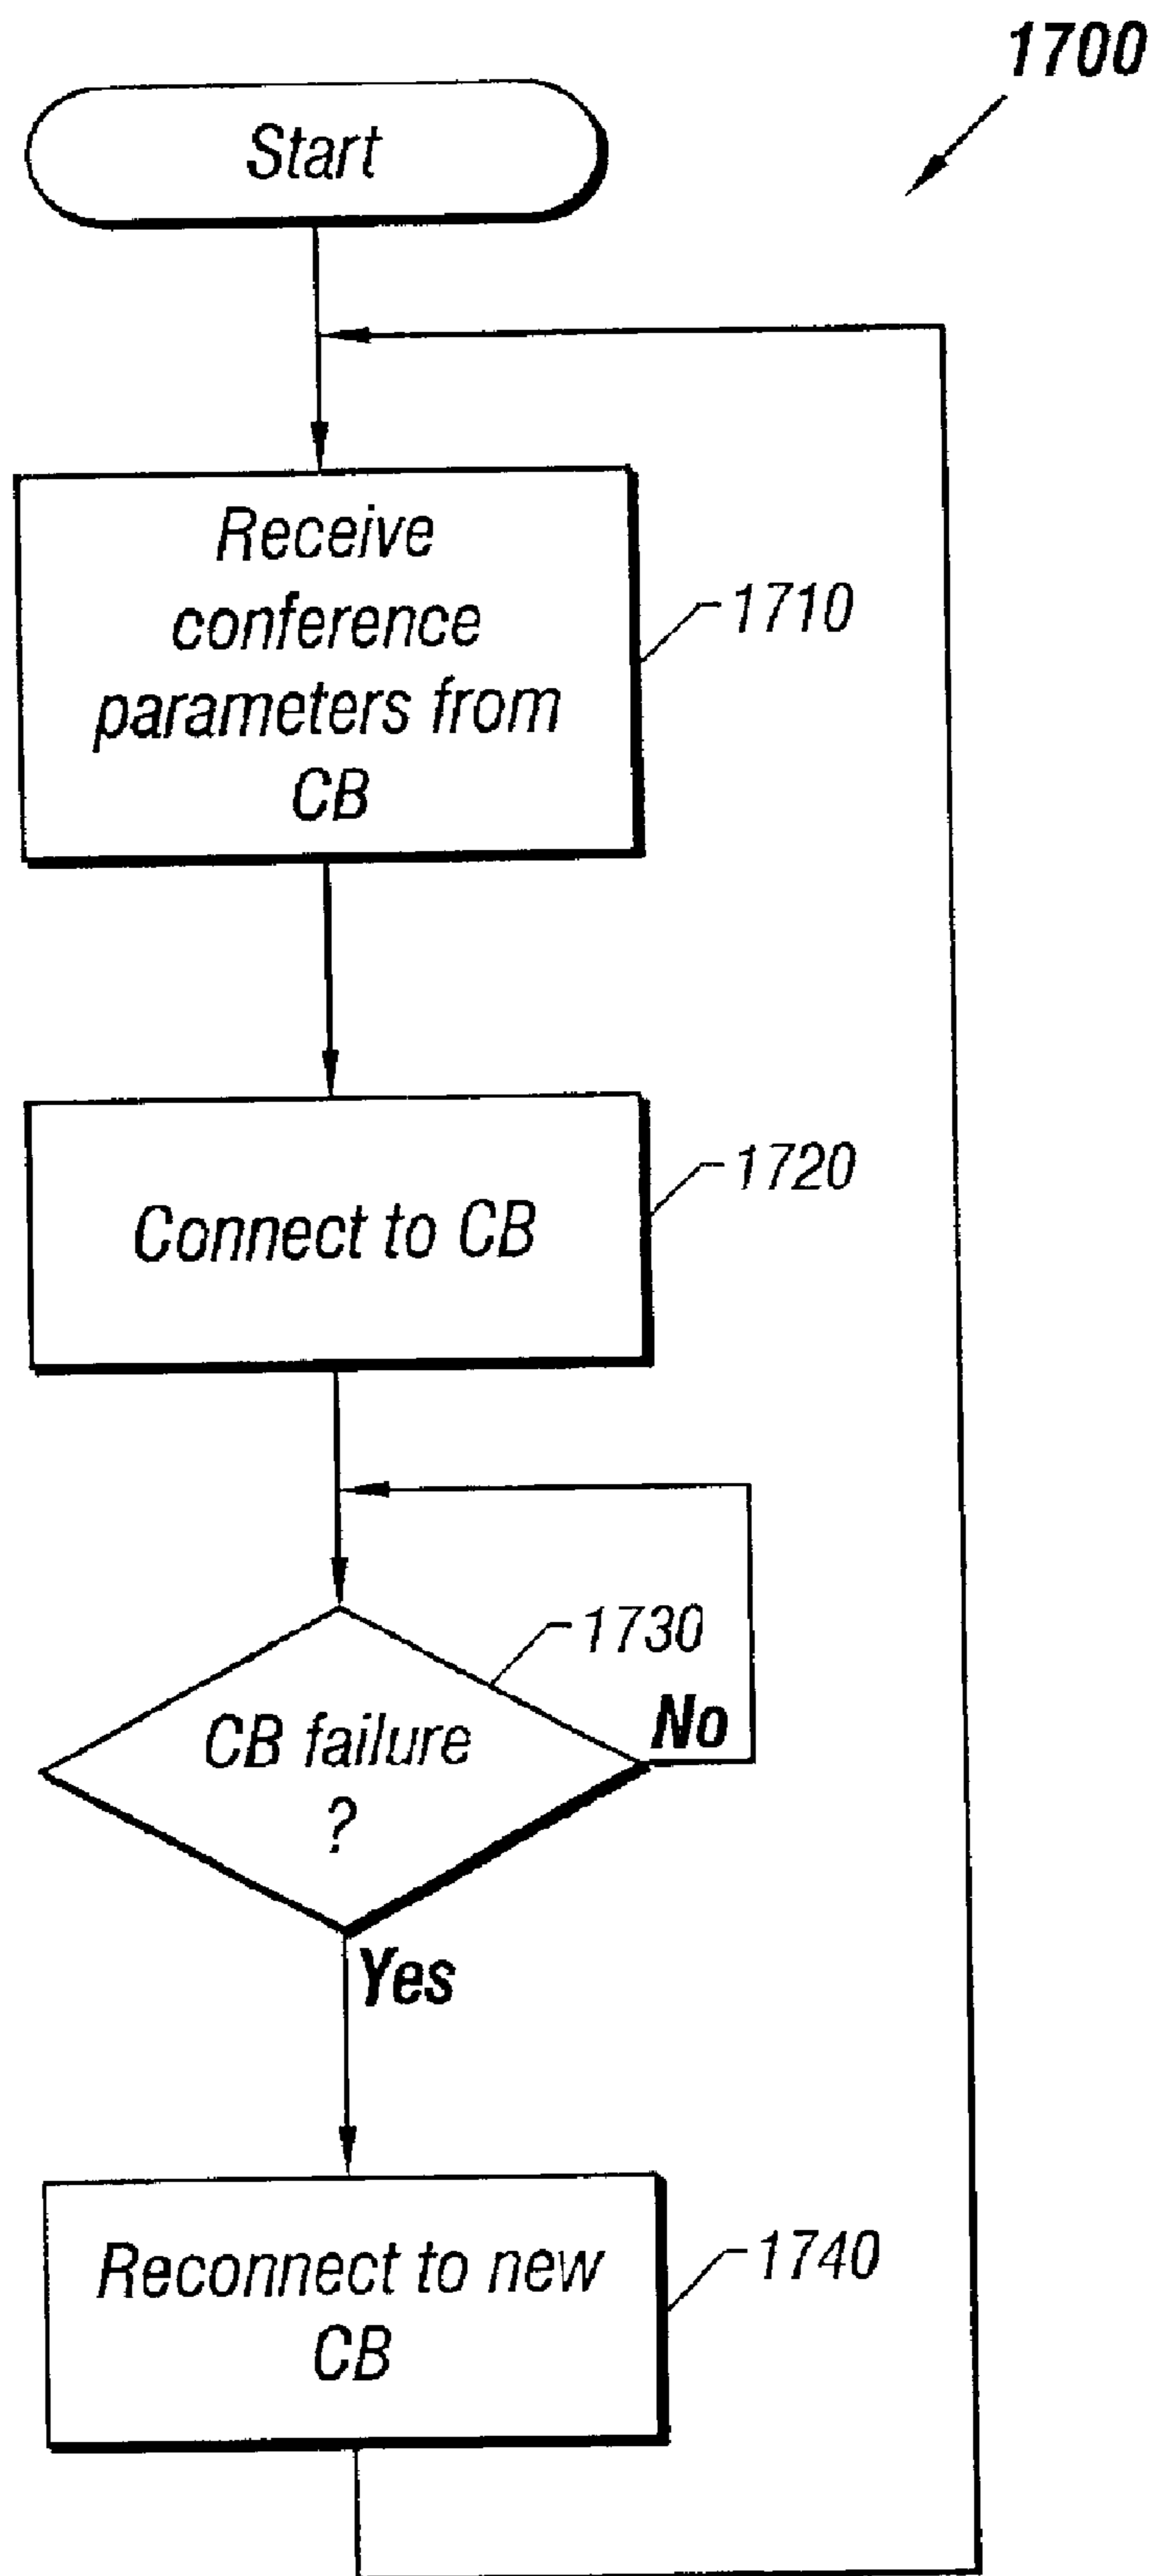 1700
Start
Receive
conference
parameters from
CB
1710
Connect to CB
1720
1730
CB failure
?
No
Yes
Reconnect to new
CB
1740